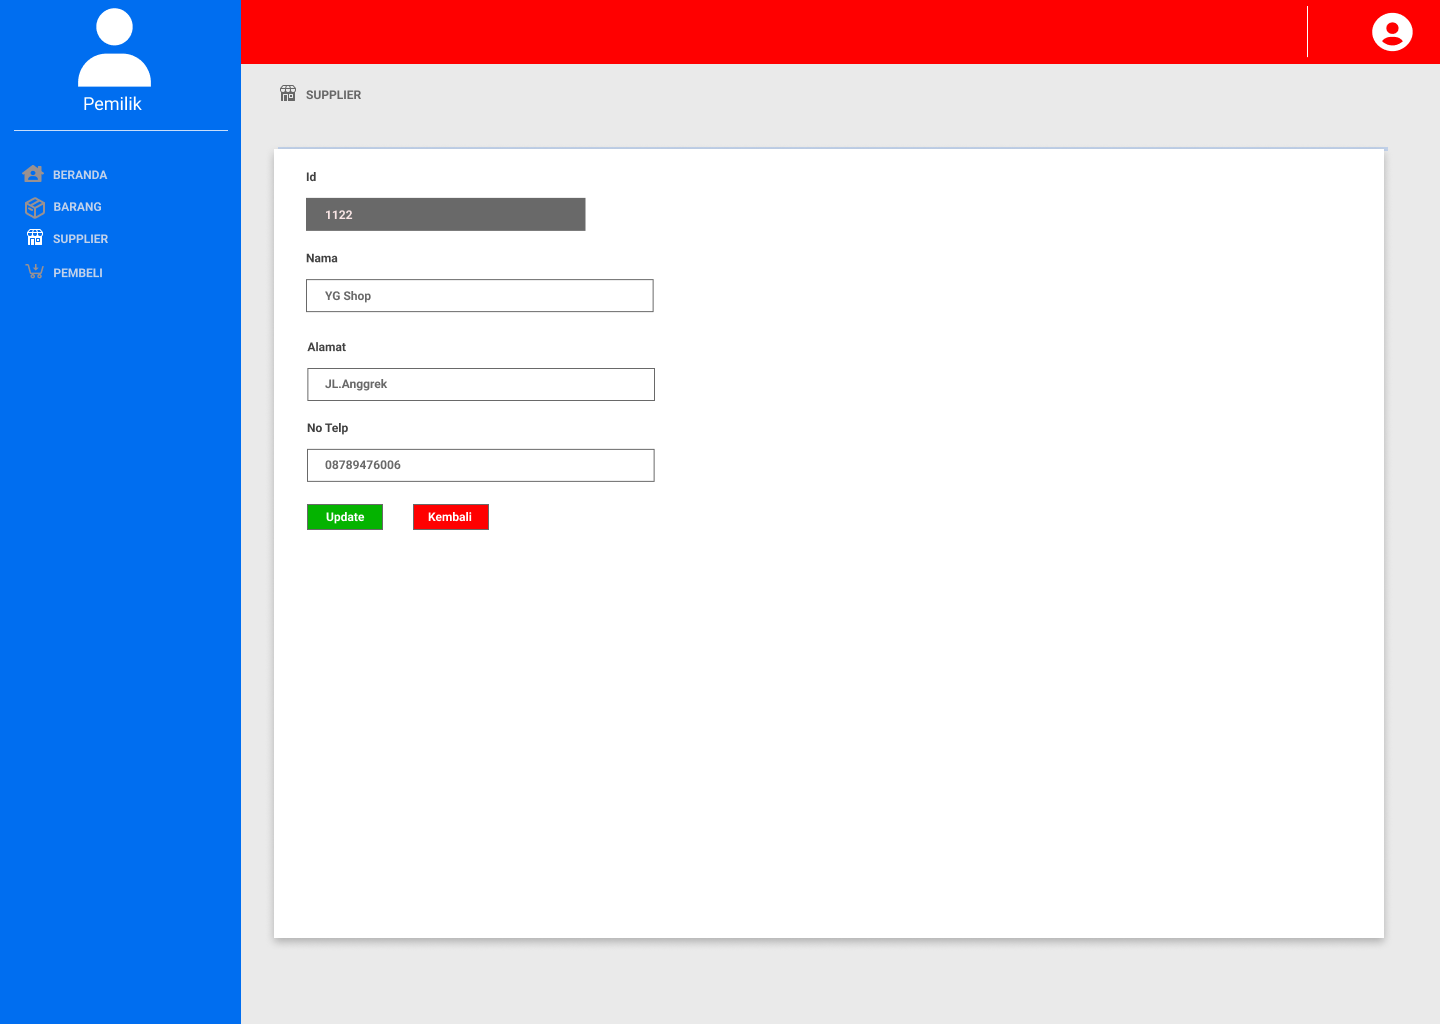 Pemilik
BERANDA
BARANG
SUPPLIER
PEMBELI
SUPPLIER
Id
1122
Nama
YG Shop
Alamat
JL.Anggrek
No Telp
08789476006
Update
Kembali